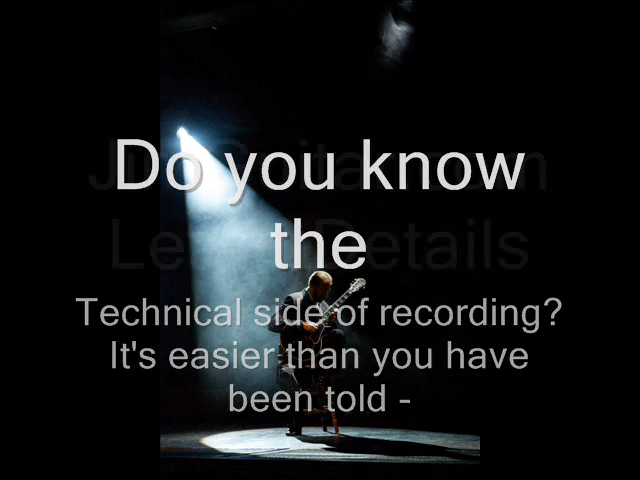 Do you know
the
Technical side of recording?
It's easier than you have
been told -